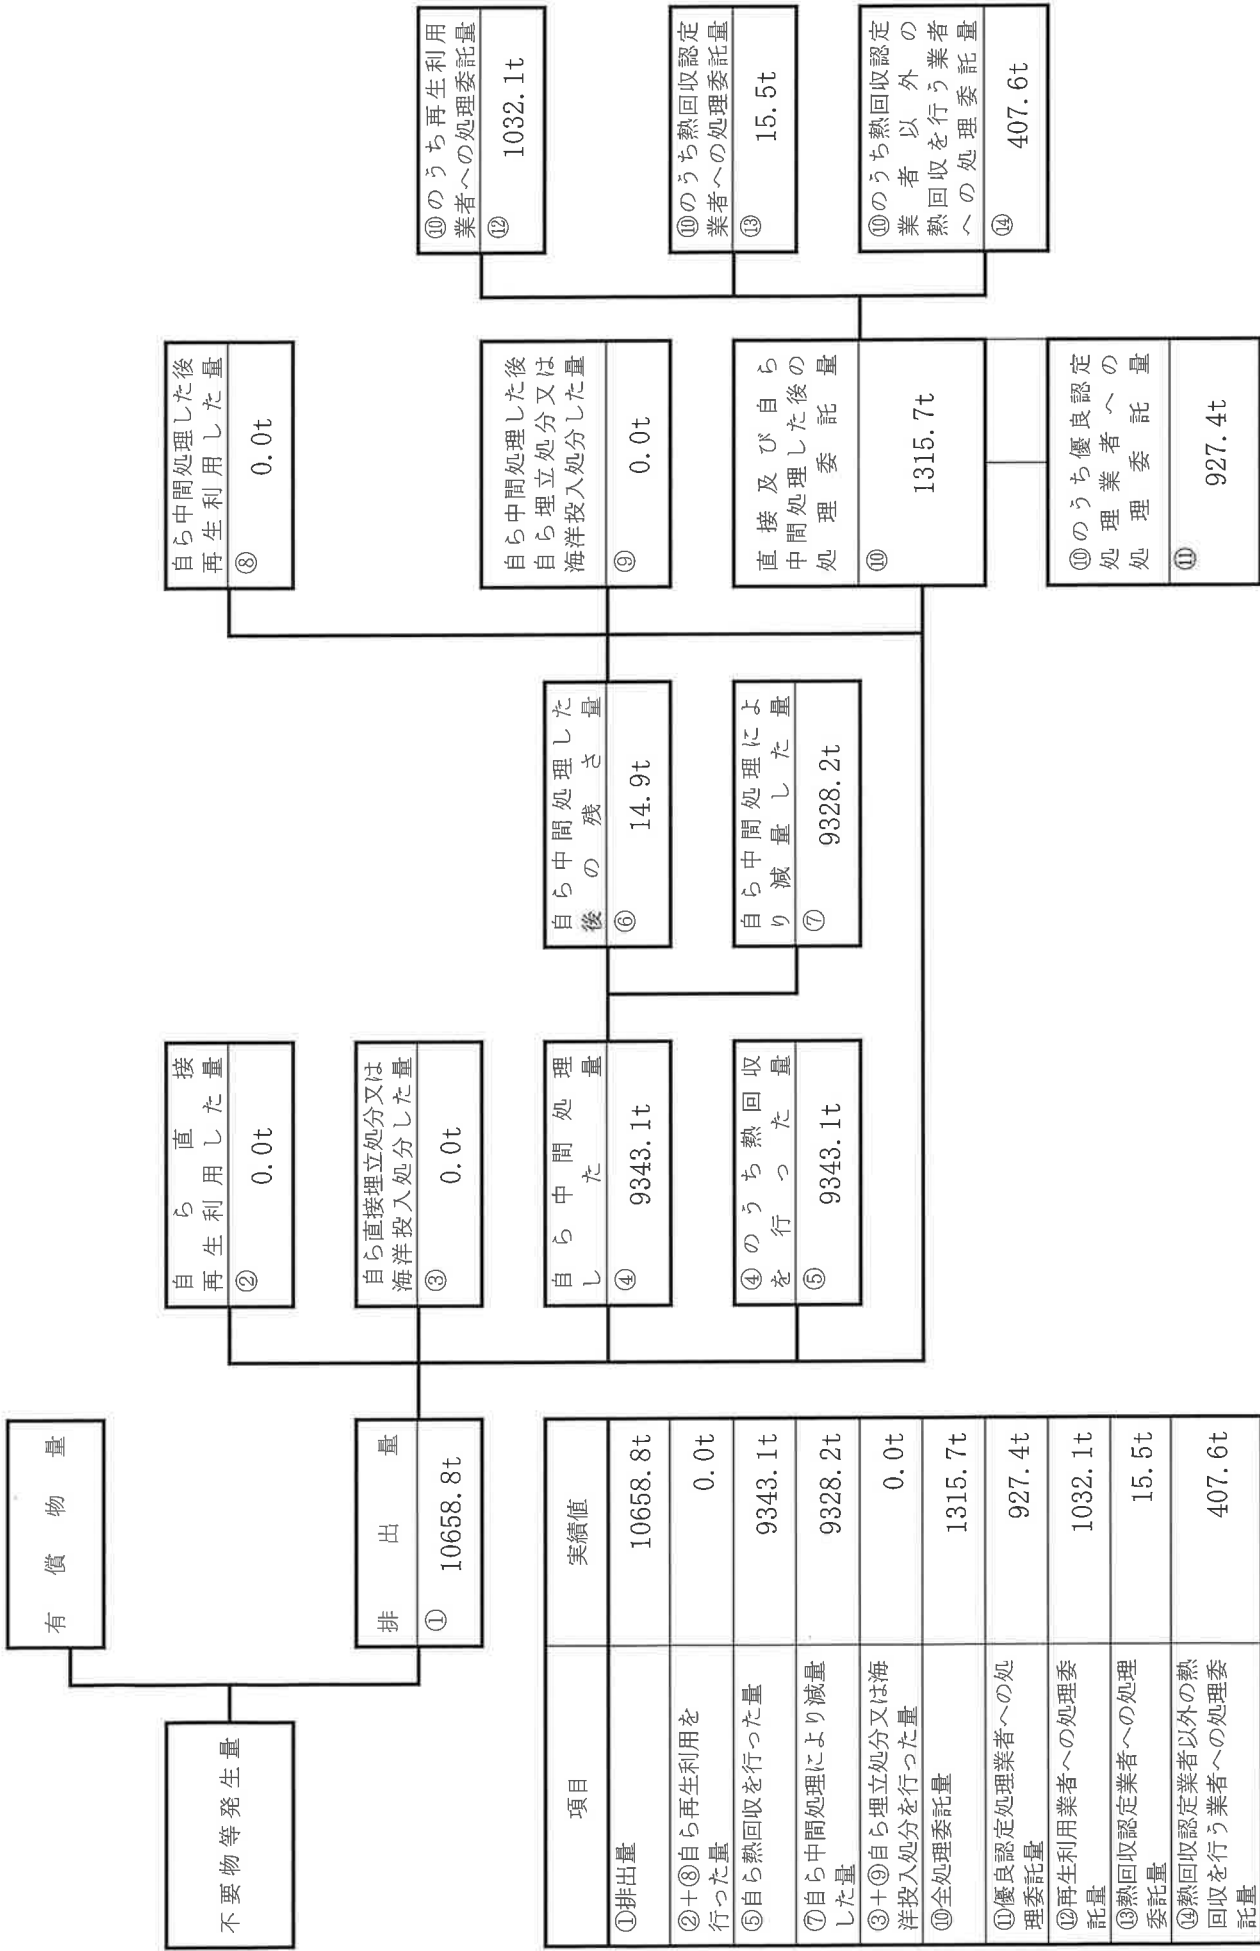 不要物等発生量
有償物量
排出量
① 10658.8t
自ら直接
再生利用した量
② 0.0t
自ら直接埋立処分又は
海洋投入処分した量
③ 0.0t
自ら中間処理
した量
④ 9343.1t
④のうち熱回収
を行った量
⑤ 9343.1t
自ら中間処理した
後の残さ量
⑥ 14.9t
自ら中間処理によ
り減量した量
⑦ 9328.2t
自ら中間処理した後
再生利用した量
⑧ 0.0t
自ら中間処理した後
自ら埋立処分又は
海洋投入処分した量
⑨ 0.0t
直接及び自ら
中間処理した後の
処理委託量
⑩ 1315.7t
⑩のうち優良認定
処理業者への
処理委託量
⑪ 927.4t
⑩のうち再生利用
業者への処理委託量
⑫ 1032.1t
⑩のうち熱回収認定
業者への処理委託量
⑬ 15.5t
⑩のうち熱回収認定
業者以外の
熱回収を行う業者
への処理委託量
⑭ 407.6t
項目 実績値
①排出量 10658.8t
②+⑧自ら再生利用を
行った量 0.0t
⑤自ら熱回収を行った量 9343.1t
⑦自ら中間処理により減量
した量 9328.2t
③+⑨自ら埋立処分又は海
洋投入処分を行った量 0.0t
⑩全処理委託量 1315.7t
⑪優良認定処理業者への処
理委託量 927.4t
⑫再生利用業者への処理委
託量 1032.1t
⑬熱回収認定業者への処理
委託量 15.5t
⑭熱回収認定業者以外の熱
回収を行う業者への処理委
託量 407.6t